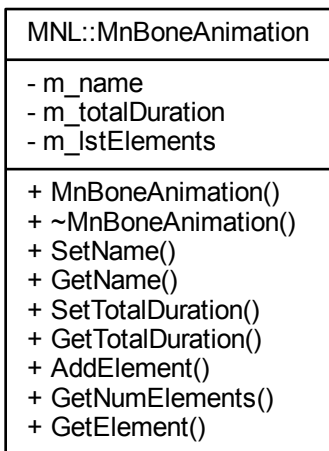 MNL::MnBoneAnimation
- m_name
- m_totalDuration
- m_lstElements
+ MnBoneAnimation()
+ ~MnBoneAnimation()
+ SetName()
+ GetName()
+ SetTotalDuration()
+ GetTotalDuration()
+ AddElement()
+ GetNumElements()
+ GetElement()